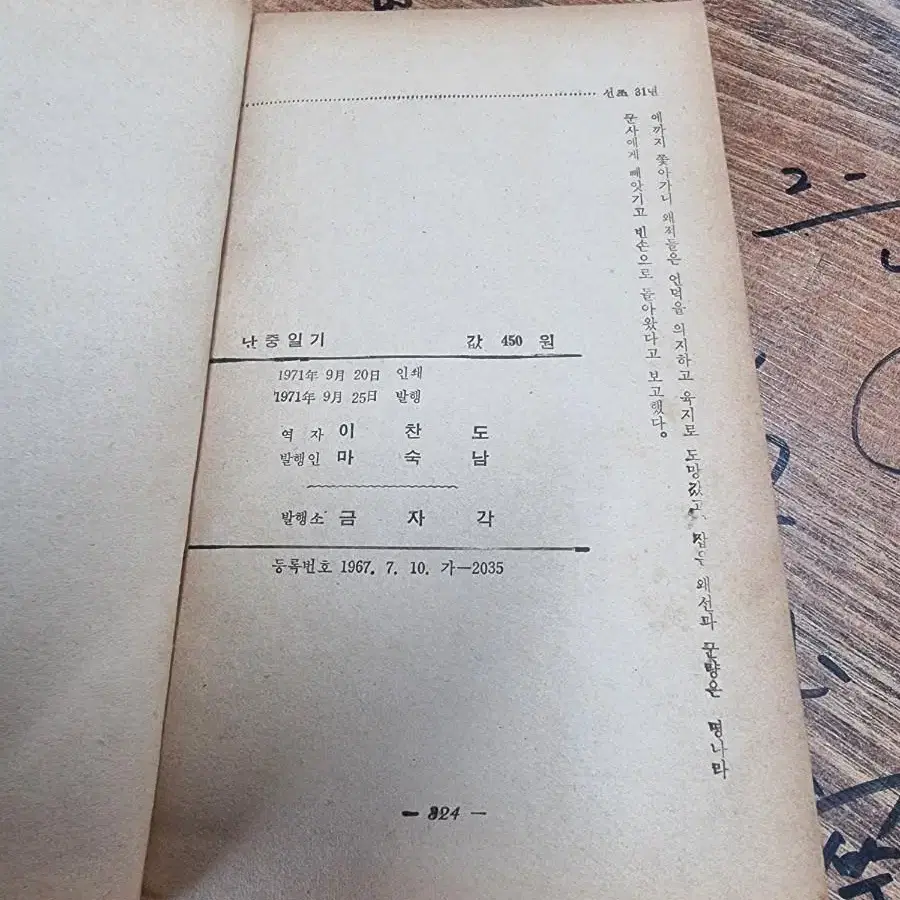 선조 31년
에까지 쫓아가니 왜적들은 언덕을 의지하고 육지로 도망갔고, 잡은 왜선과 군량은 명나라
군사에게 빼앗기고 빈손으로 돌아왔다고 보고했다.
난중일기 값 450 원
1971年 9月 20日 인쇄
1971年 9月 25日 발행
역 자 이 찬 도
발행인 마 숙 남
발행소 금 자 각
등록번호 1967. 7. 10. 가—2035
— 324 —